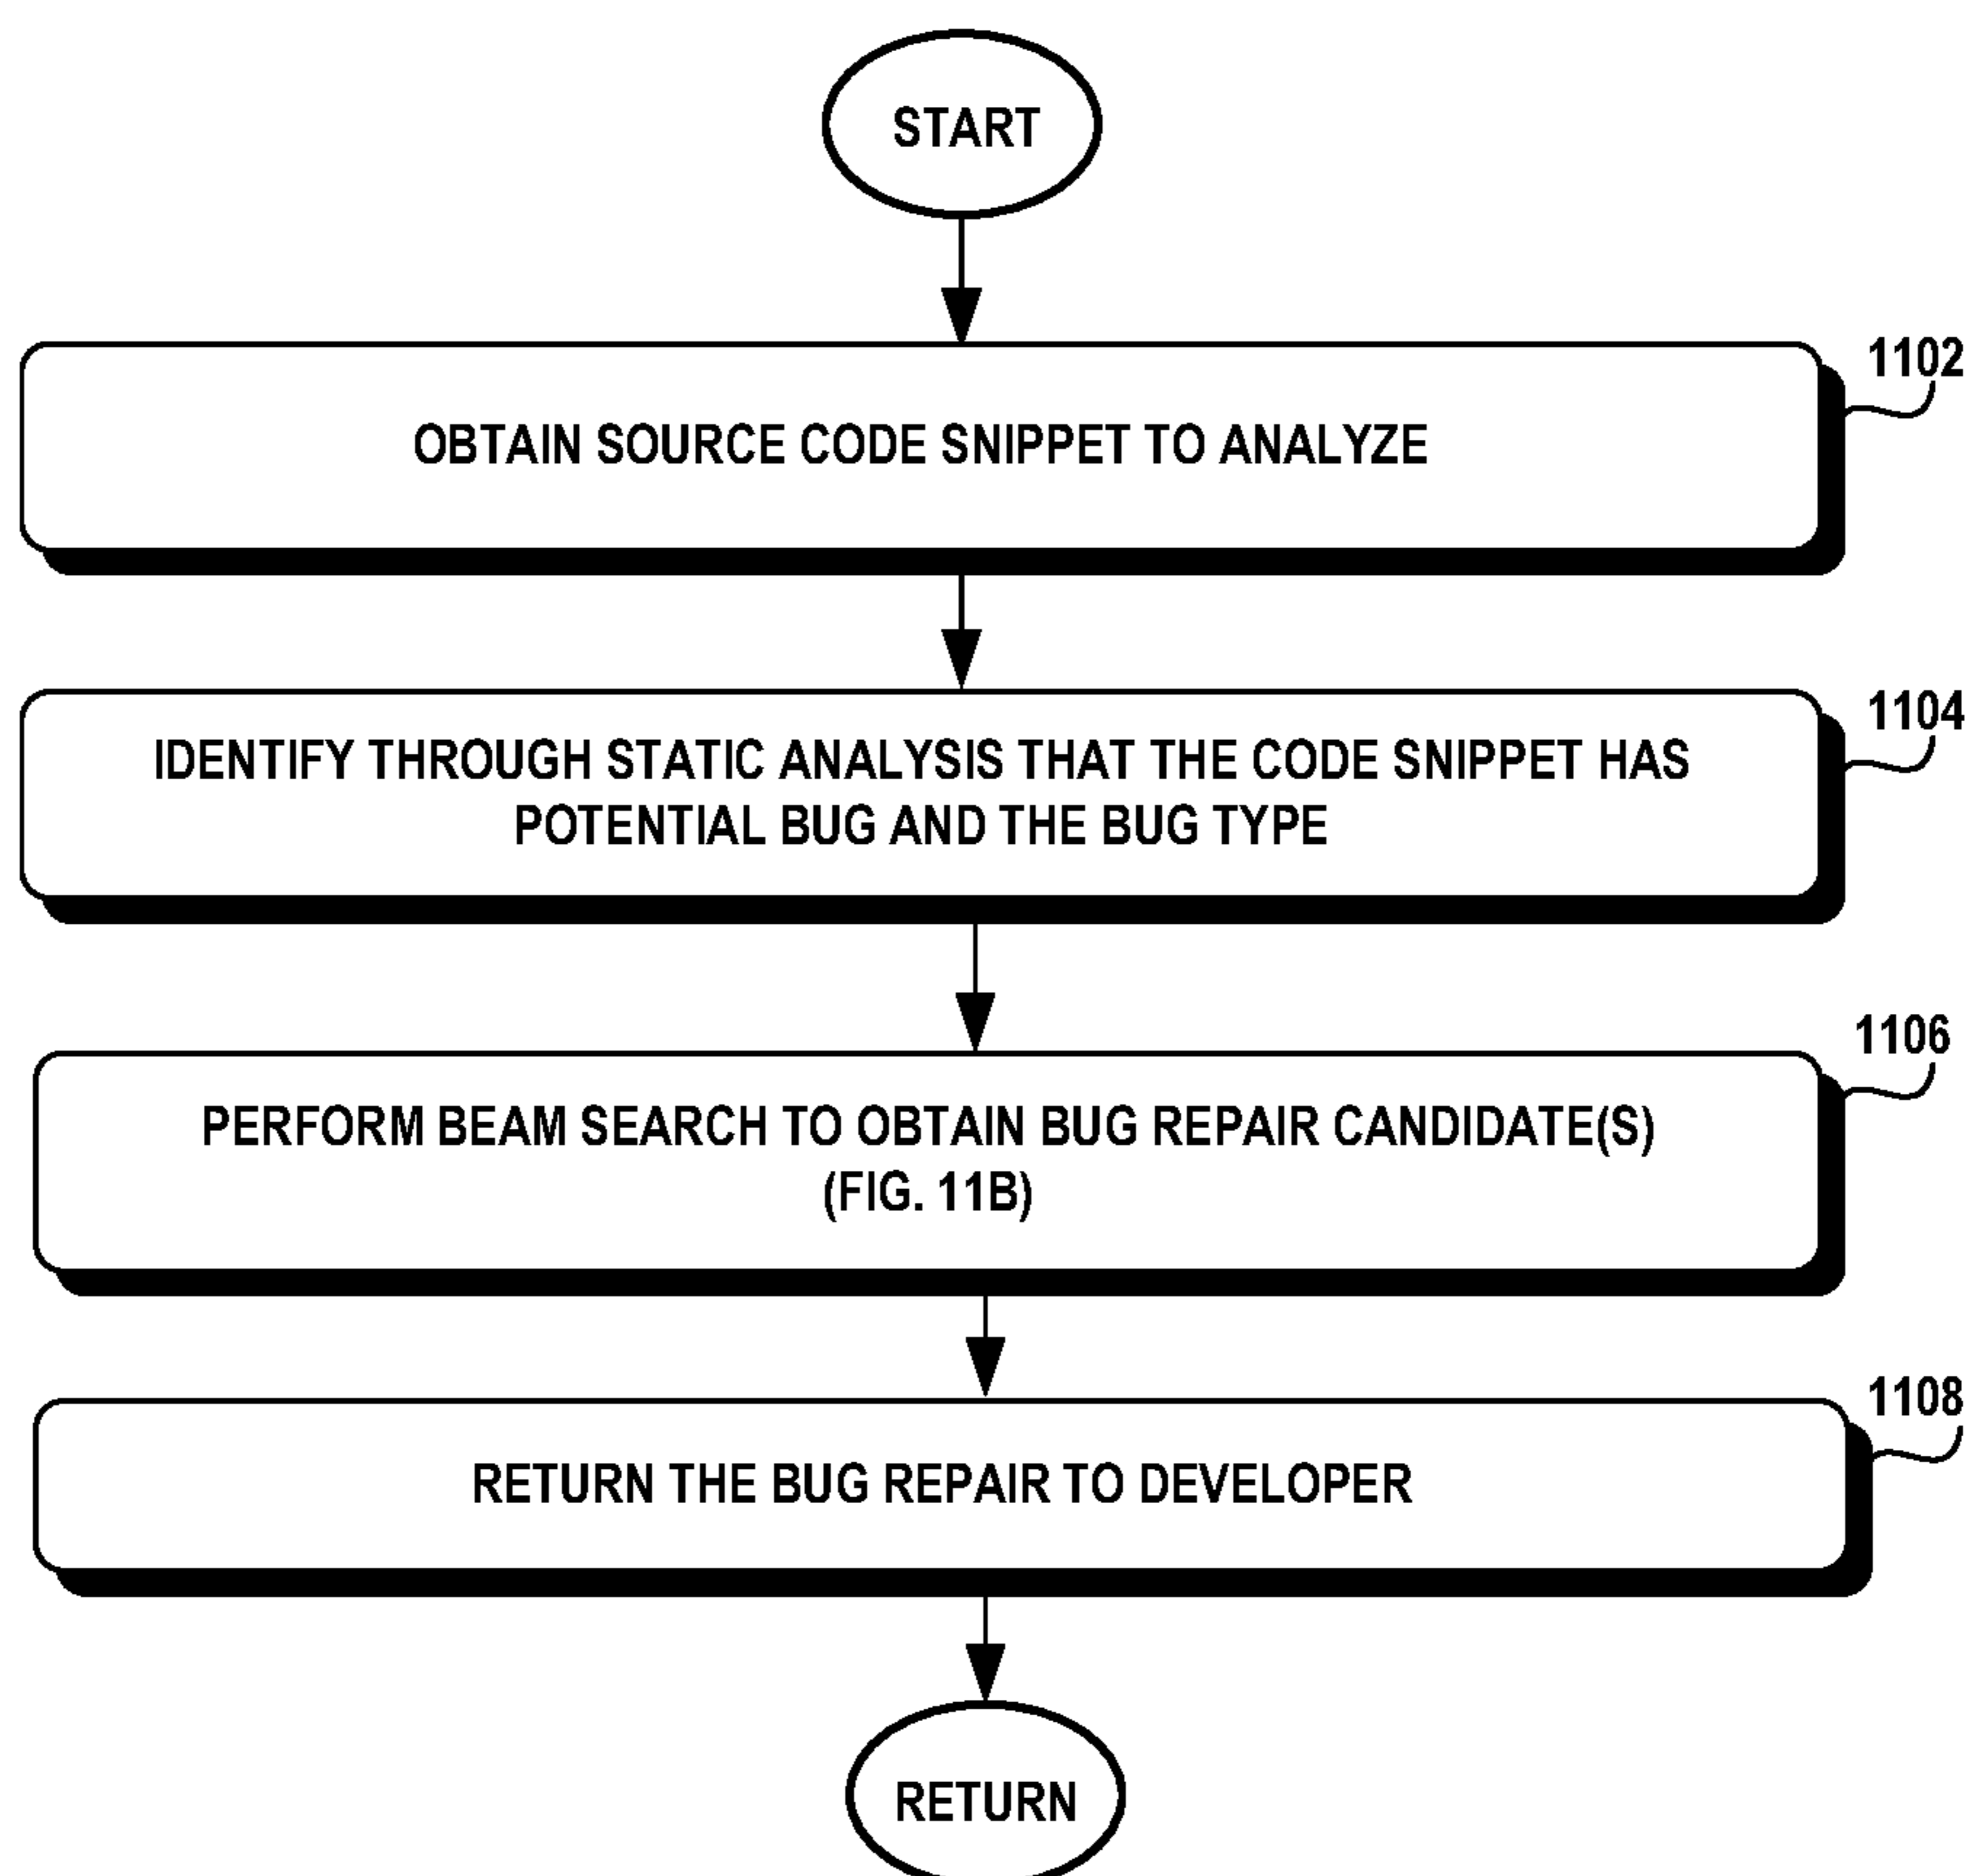 START
1102
OBTAIN SOURCE CODE SNIPPET TO ANALYZE
1104
IDENTIFY THROUGH STATIC ANALYSIS THAT THE CODE SNIPPET HAS
POTENTIAL BUG AND THE BUG TYPE
1106
PERFORM BEAM SEARCH TO OBTAIN BUG REPAIR CANDIDATE(S)
(FIG. 11B)
1108
RETURN THE BUG REPAIR TO DEVELOPER
RETURN